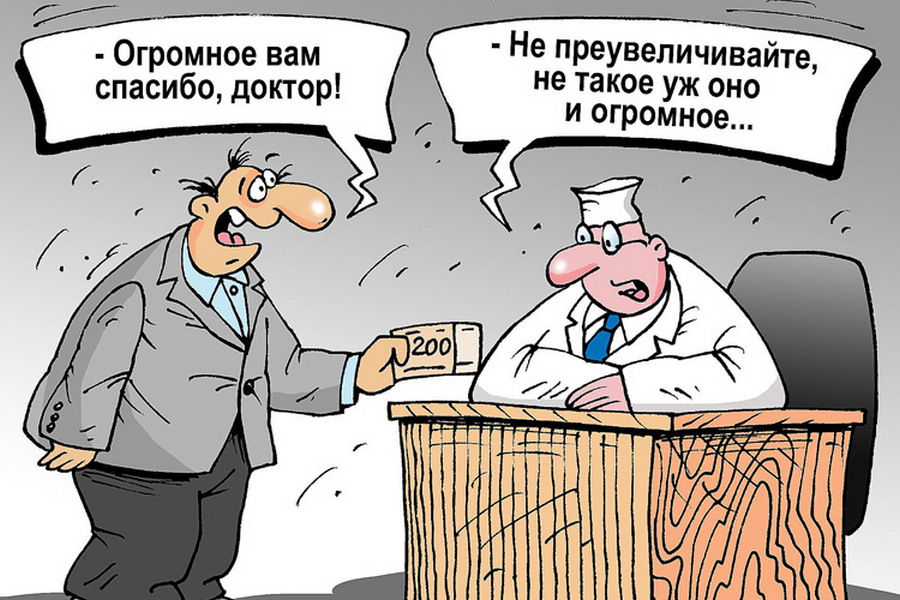 - Огромное вам
спасибо, доктор!
- Не преувеличивайте,
не такое уж оно
и огромное...
200